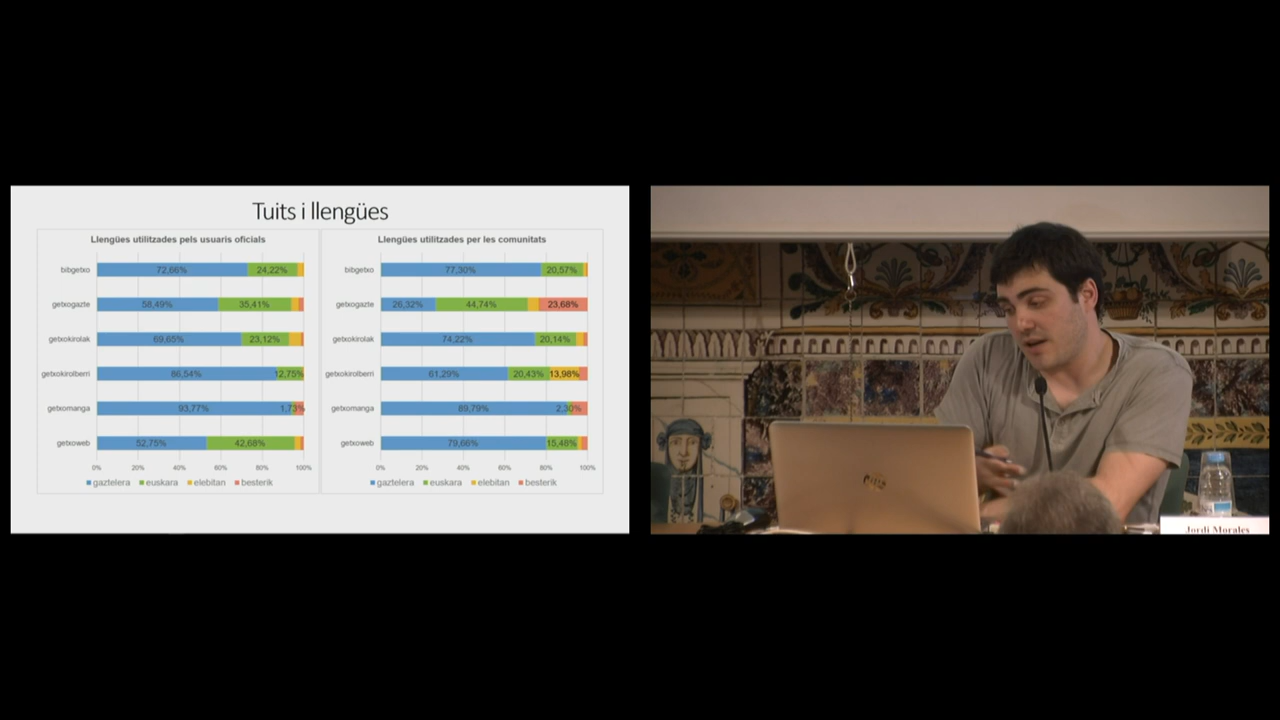 Tuits i llengües
Llengües utilitzades pels usuaris oficials
bibgetxo 72,66% 24,22%
getxogazte 58,49% 35,41%
getxokirolak 69,65% 23,12%
getxokirolberri 86,54% 12,75%
getxomanga 93,77% 1,73%
getxoweb 52,75% 42,68%
0% 20% 40% 60% 80% 100%
gaztelera euskara elebitan besterik
Llengües utilitzades per les comunitats
bibgetxo 77,30% 20,57%
getxogazte 26,32% 44,74% 23,68%
getxokirolak 74,22% 20,14%
getxokirolberri 61,29% 20,43% 13,98%
getxomanga 89,79% 2,30%
getxoweb 79,66% 15,48%
0% 20% 40% 60% 80% 100%
gaztelera euskara elebitan besterik
Jordi Morales